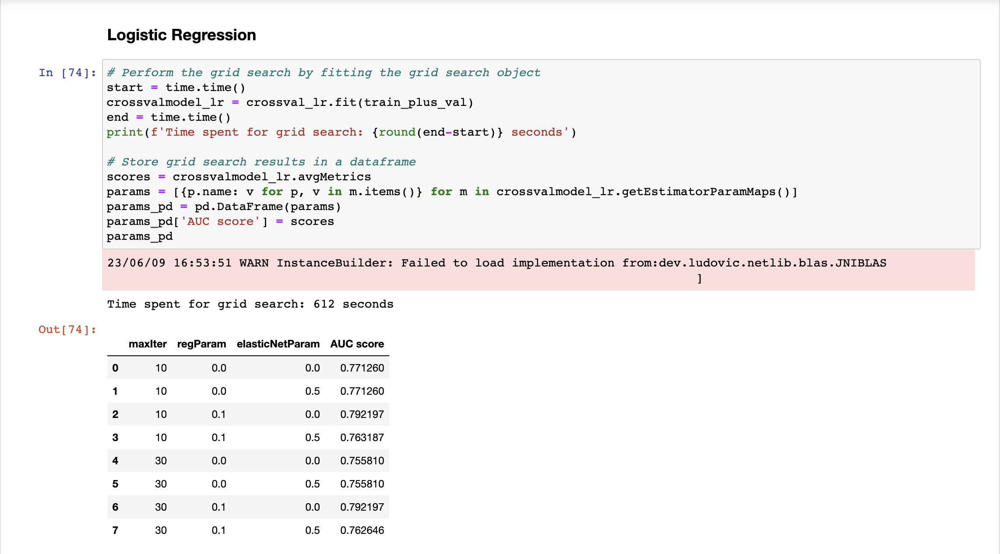 Logistic Regression
In [74]:
# Perform the grid search by fitting the grid search object
start = time.time()
crossvalmodel_lr = crossval_lr.fit(train_plus_val)
end = time.time()
print(f'Time spent for grid search: {round(end-start)} seconds')
# Store grid search results in a dataframe
scores = crossvalmodel_lr.avgMetrics
params = [{p.name: v for p, v in m.items()} for m in crossvalmodel_lr.getEstimatorParamMaps()]
params_pd = pd.DataFrame(params)
params_pd['AUC score'] = scores
params_pd
23/06/09 16:53:51 WARN InstanceBuilder: Failed to load implementation from:dev.ludovic.netlib.blas.JNIBLAS
]
Time spent for grid search: 612 seconds
Out[74]:
maxIter regParam elasticNetParam AUC score
0 10 0.0 0.0 0.771260
1 10 0.0 0.5 0.771260
2 10 0.1 0.0 0.792197
3 10 0.1 0.5 0.763187
4 30 0.0 0.0 0.755810
5 30 0.0 0.5 0.755810
6 30 0.1 0.0 0.792197
7 30 0.1 0.5 0.762646